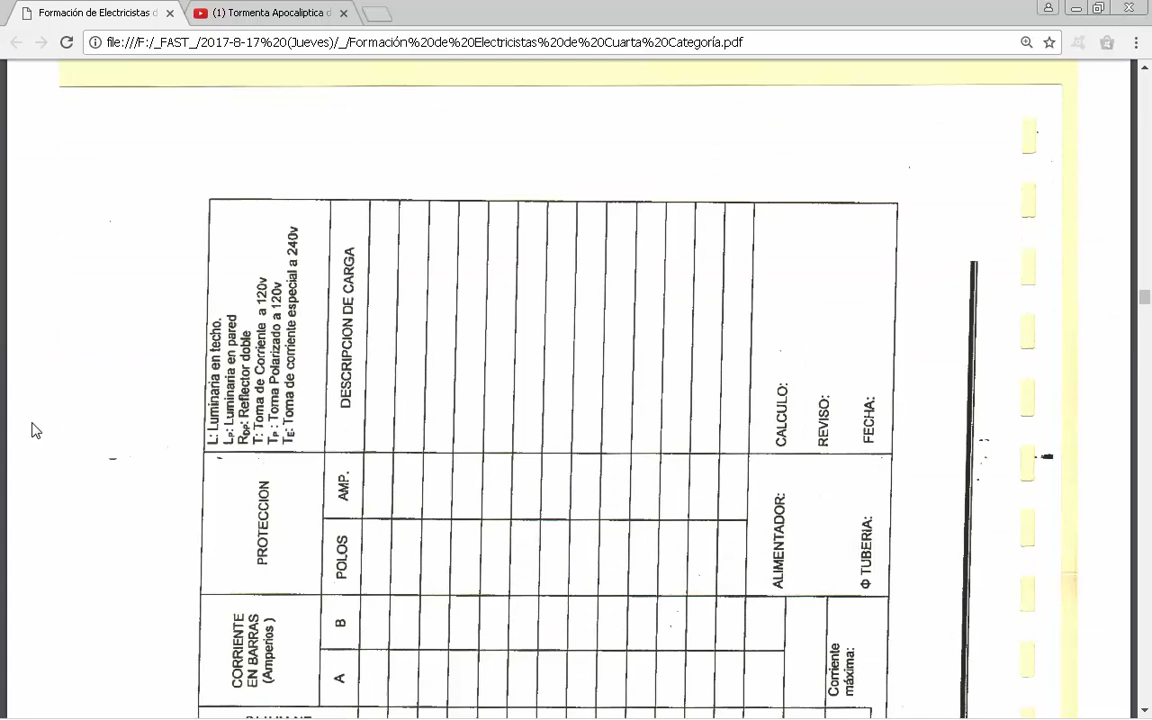 Formación de Electricistas d
(1) Tormenta Apocaliptica d
file:///F:/_FAST_/2017-8-17%20(Jueves)/_/Formación%20de%20Electricistas%20de%20Cuarta%20Categoría.pdf
L: Luminaria en techo.
LP: Luminaria en pared
RDP: Reflector doble
T: Toma de Corriente a 120v
TP : Toma Polarizado a 120v
TE: Toma de corriente especial a 240v
DESCRIPCION DE CARGA
CALCULO:
REVISO:
FECHA:
PROTECCION
POLOS
AMP.
ALIMENTADOR:
Φ TUBERIA:
CORRIENTE
EN BARRAS
(Amperios )
A
B
Corriente
máxima: